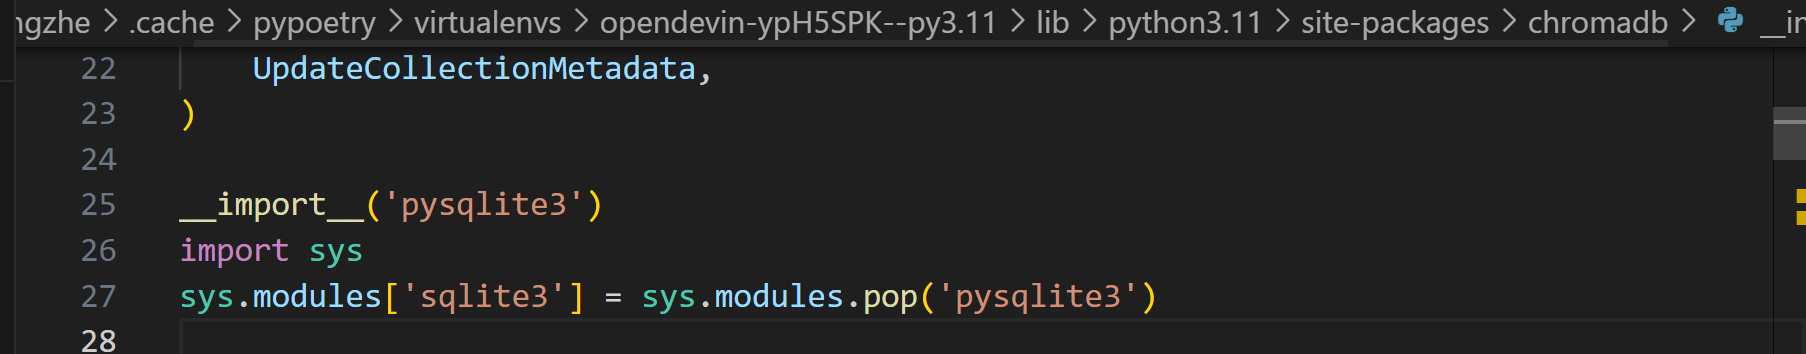 ngzhe > .cache > pypoetry > virtualenvs > opendevin-ypH5SPK--py3.11 > lib > python3.11 > site-packages > chromadb > __in
22 UpdateCollectionMetadata,
23 )
24
25 __import__('pysqlite3')
26 import sys
27 sys.modules['sqlite3'] = sys.modules.pop('pysqlite3')
28